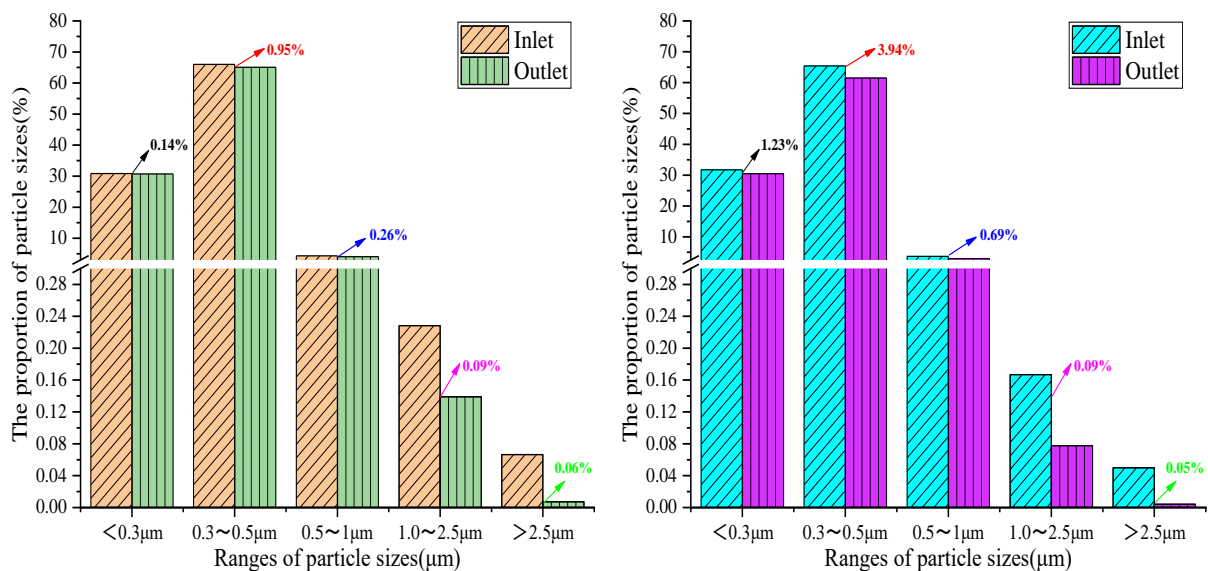 The proportion of particle sizes(%)
80
70
60
50
40
30
20
10
0.28
0.24
0.20
0.16
0.12
0.08
0.04
0.00
Inlet
Outlet
0.14%
0.95%
0.26%
0.09%
0.06%
<0.3μm
0.3~0.5μm
0.5~1μm
1.0~2.5μm
>2.5μm
Ranges of particle sizes(μm)
The proportion of particle sizes(%)
80
70
60
50
40
30
20
10
0.28
0.24
0.20
0.16
0.12
0.08
0.04
0.00
Inlet
Outlet
1.23%
3.94%
0.69%
0.09%
0.05%
<0.3μm
0.3~0.5μm
0.5~1μm
1.0~2.5μm
>2.5μm
Ranges of particle sizes(μm)